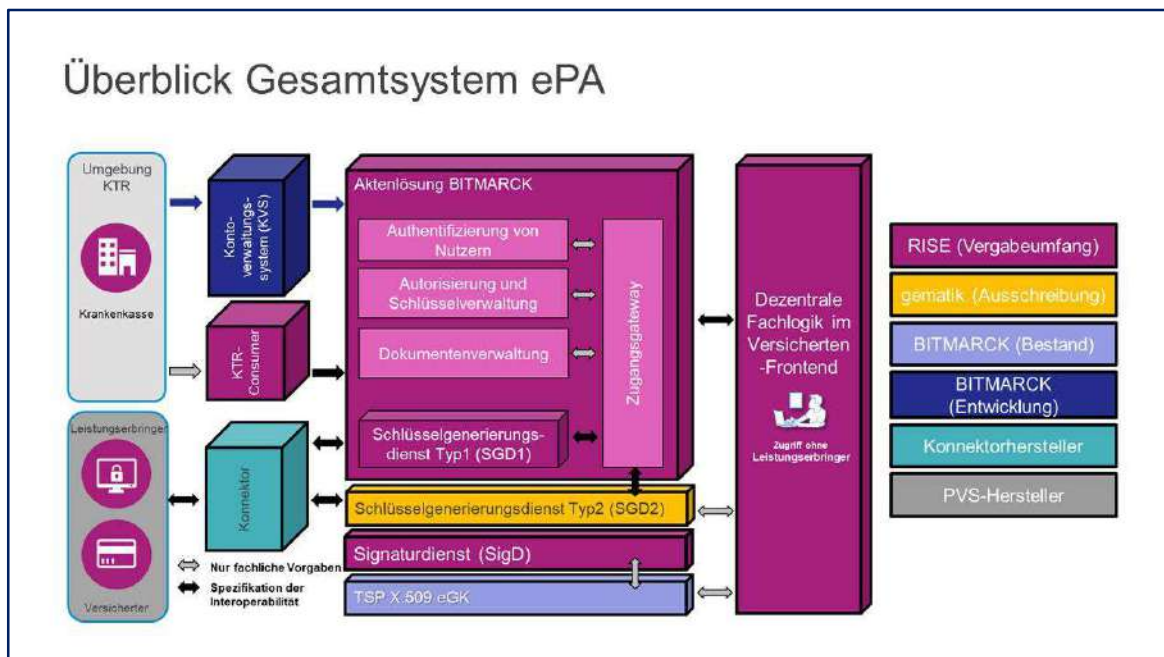 Überblick Gesamtsystem ePA
Umgebung
KTR
Krankenkasse
Konto-
verwaltungs-
system (KVS)
KTR-
Consumer
Leistungserbringer
Versicherter
Konnektor
Aktenlösung BITMARCK
Authentifizierung von
Nutzern
Autorisierung und
Schlüsselverwaltung
Dokumentenverwaltung
Zugangsgateway
Schlüsselgenerierungs-
dienst Typ1 (SGD1)
Schlüsselgenerierungsdienst Typ2 (SGD2)
Signaturdienst (SigD)
TSP X.509 eGK
Nur fachliche Vorgaben
Spezifikation der
Interoperabilität
Dezentrale
Fachlogik im
Versicherten
-Frontend
Zugriff ohne
Leistungserbringer
RISE (Vergabeumfang)
gematik (Ausschreibung)
BITMARCK (Bestand)
BITMARCK
(Entwicklung)
Konnektorhersteller
PVS-Hersteller